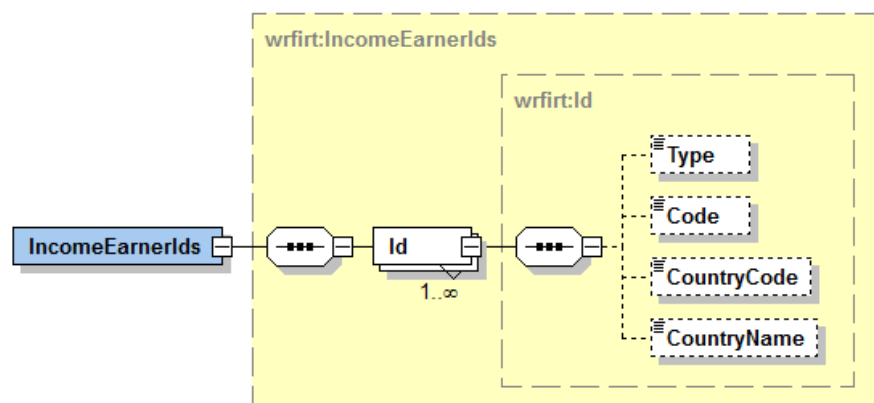 wrfirt:IncomeEarnerIds
wrfirt:Id
Type
Code
IncomeEarnerIds
Id
CountryCode
1..∞
CountryName